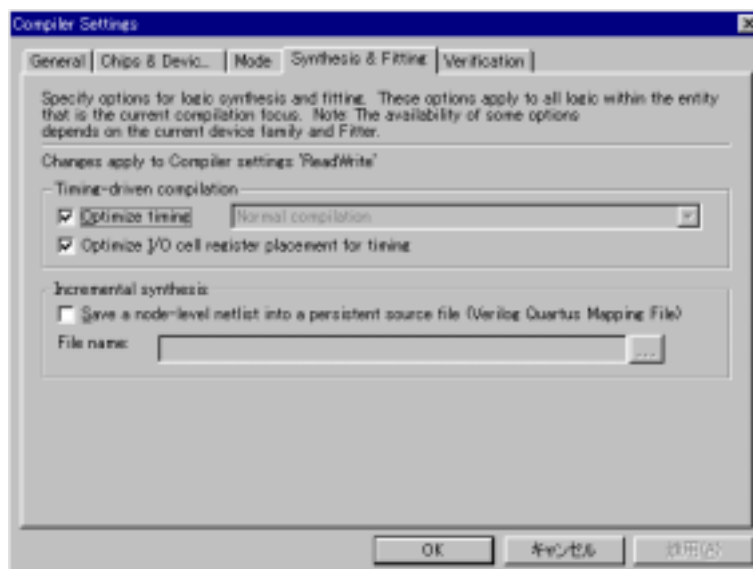 Compiler Settings
General
Chips & Devic...
Mode
Synthesis & Fitting
Verification
Specify options for logic synthesis and fitting. These options apply to all logic within the entity
that is the current compilation focus. Note: The availability of some options
depends on the current device family and Fitter.
Changes apply to Compiler settings 'ReadWrite'
Timing-driven compilation
Optimize timing
Normal compilation
Optimize I/O cell register placement for timing
Incremental synthesis
Save a node-level netlist into a persistent source file (Verilog Quartus Mapping File)
File name:
...
OK
キャンセル
適用(A)